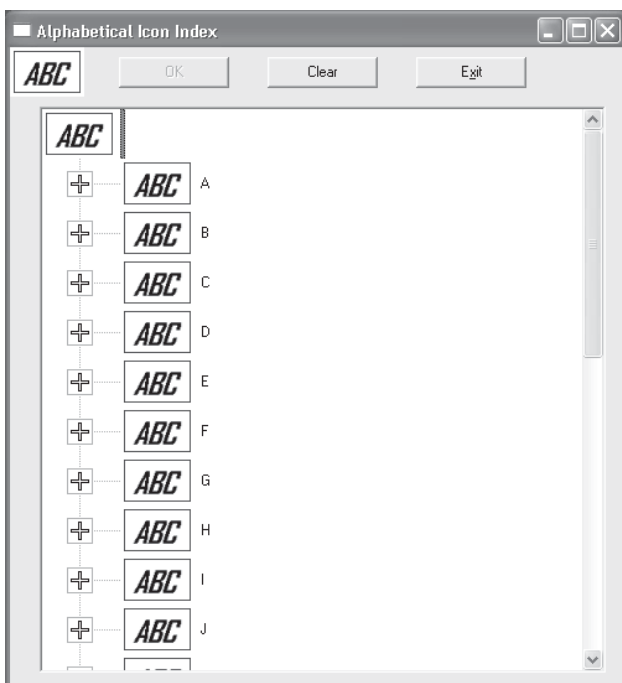 Alphabetical Icon Index
ABC OK Clear Exit
ABC
ABC A
ABC B
ABC C
ABC D
ABC E
ABC F
ABC G
ABC H
ABC I
ABC J